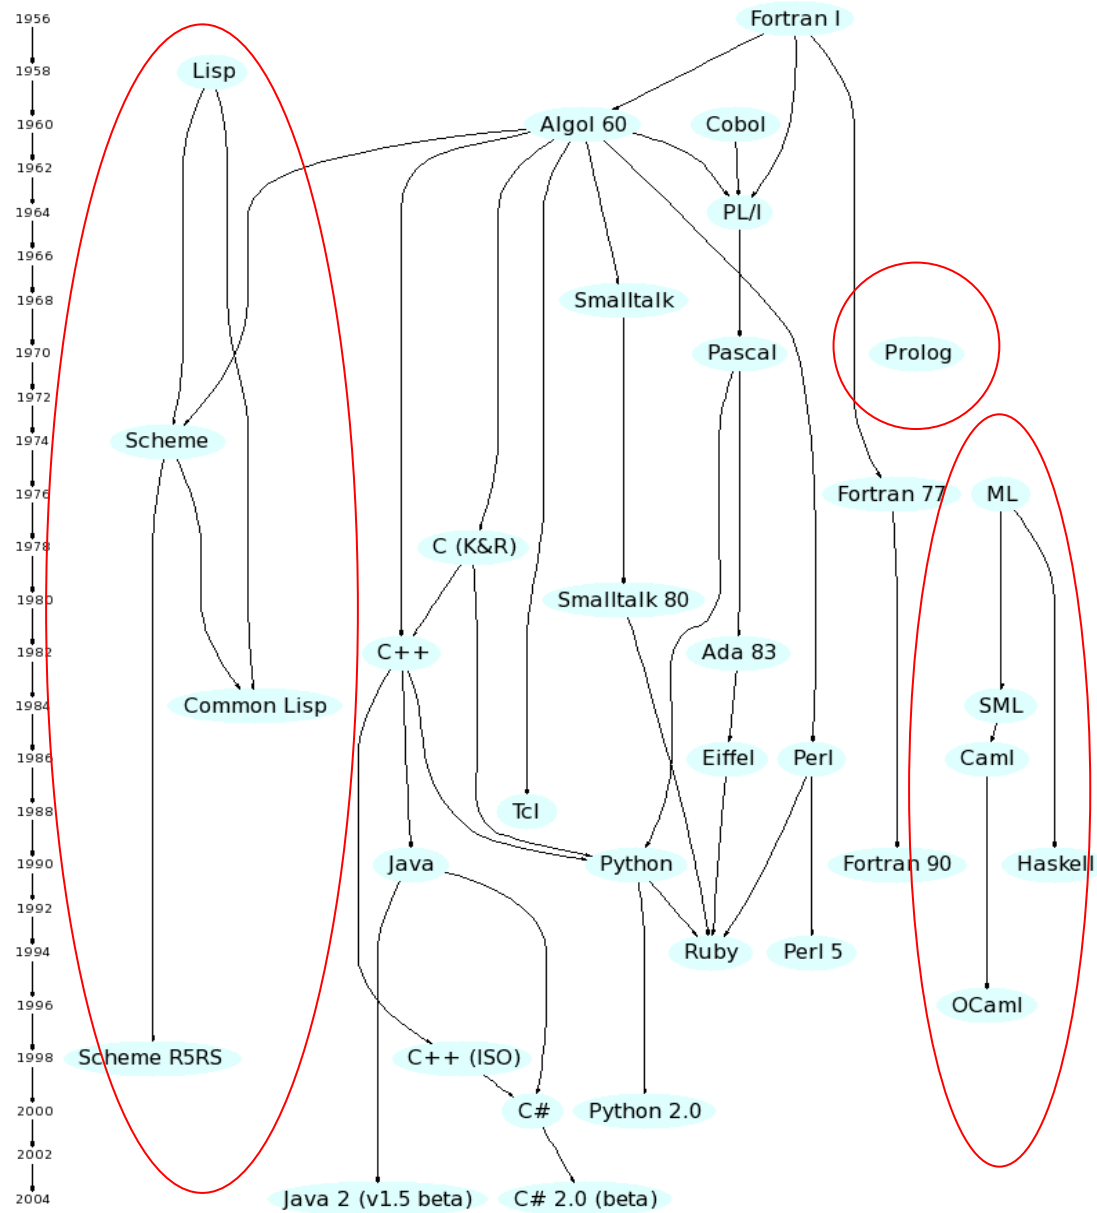 1956
Fortran I
1958
Lisp
1960
Algol 60
Cobol
1962
1964
PL/I
1966
1968
Smalltalk
1970
Pascal
Prolog
1972
1974
Scheme
1976
Fortran 77
ML
1978
C (K&R)
1980
Smalltalk 80
1982
C++
Ada 83
1984
Common Lisp
SML
1986
Eiffel
Perl
Caml
1988
Tcl
1990
Java
Python
Fortran 90
Haskell
1992
1994
Ruby
Perl 5
1996
OCaml
1998
Scheme R5RS
C++ (ISO)
2000
C#
Python 2.0
2002
2004
Java 2 (v1.5 beta)
C# 2.0 (beta)